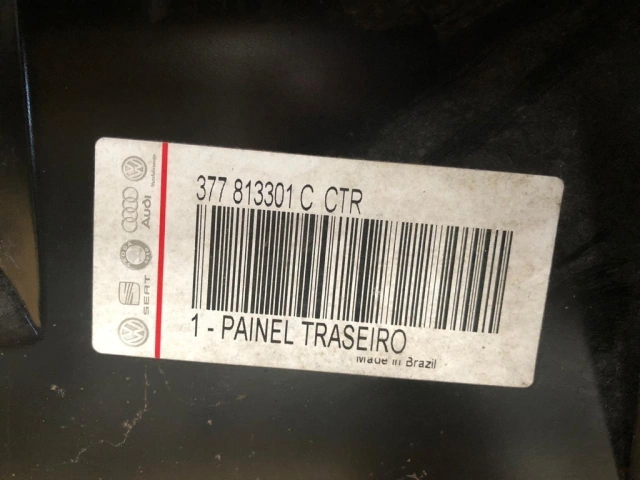 377 813301 C CTR
1 - PAINEL TRASEIRO
Made in Brazil
Audi
SEAT